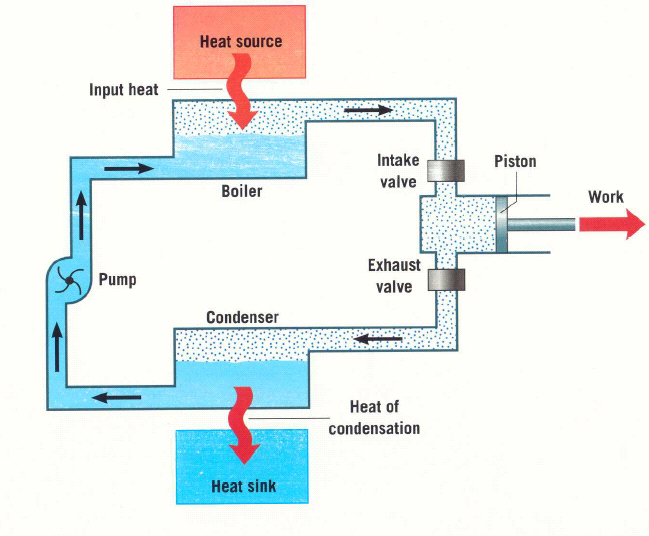 Heat source
Input heat
Intake
valve
Piston
Boiler
Work
Exhaust
valve
Pump
Condenser
Heat of
condensation
Heat sink